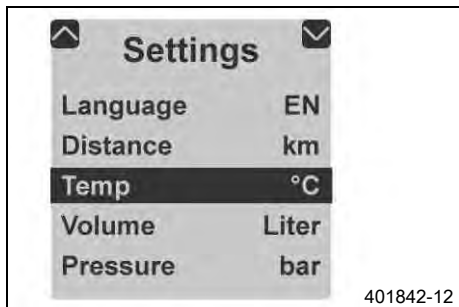 Settings
Language EN
Distance km
Temp °C
Volume Liter
Pressure bar
401842-12